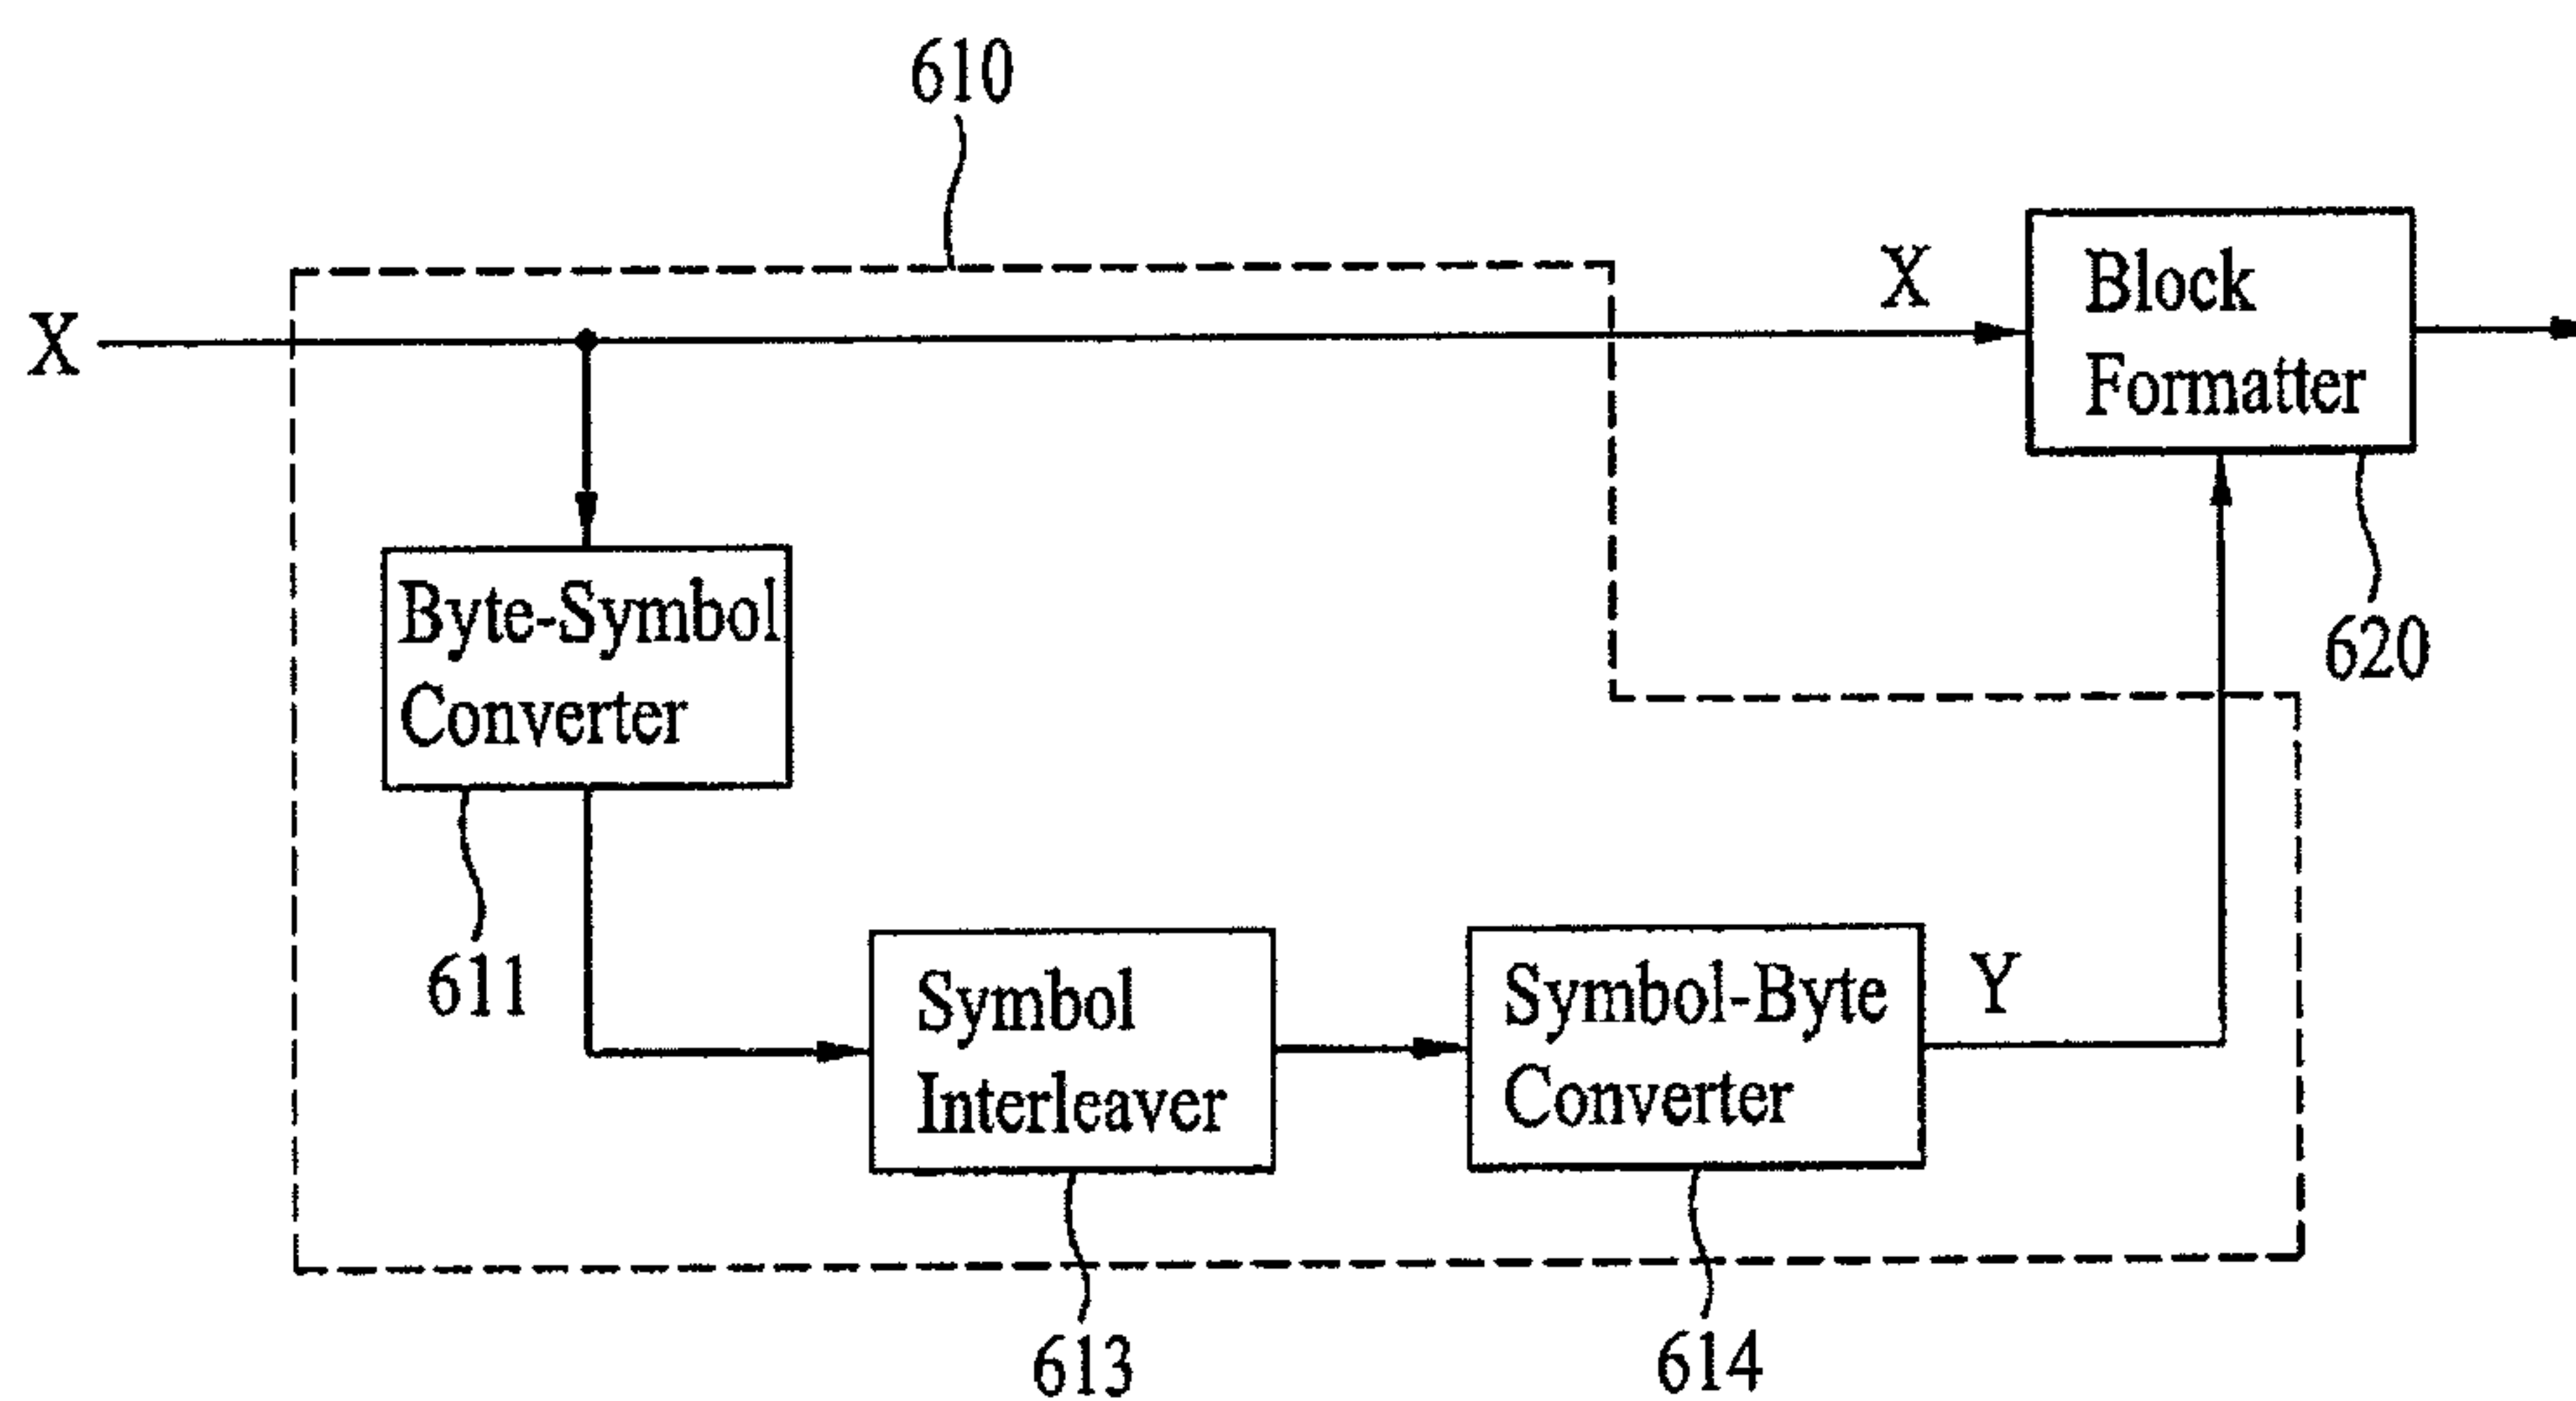 610
X
X
Block
Formatter
620
Byte-Symbol
Converter
611
Symbol
Interleaver
613
Symbol-Byte
Converter
614
Y